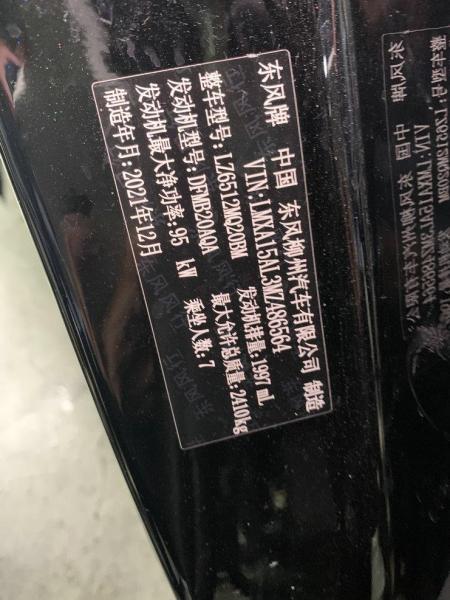 东风牌 中国 东风柳州汽车有限公司 制造
VIN:LMXA15AL3MZA86564
整车型号:LZ6512MQ20BM 发动机排量:1997 mL
发动机型号:DFMB20AQA 最大允许总质量:2410kg
发动机最大净功率:95 kW 乘坐人数:7
制造年月:2021年12月